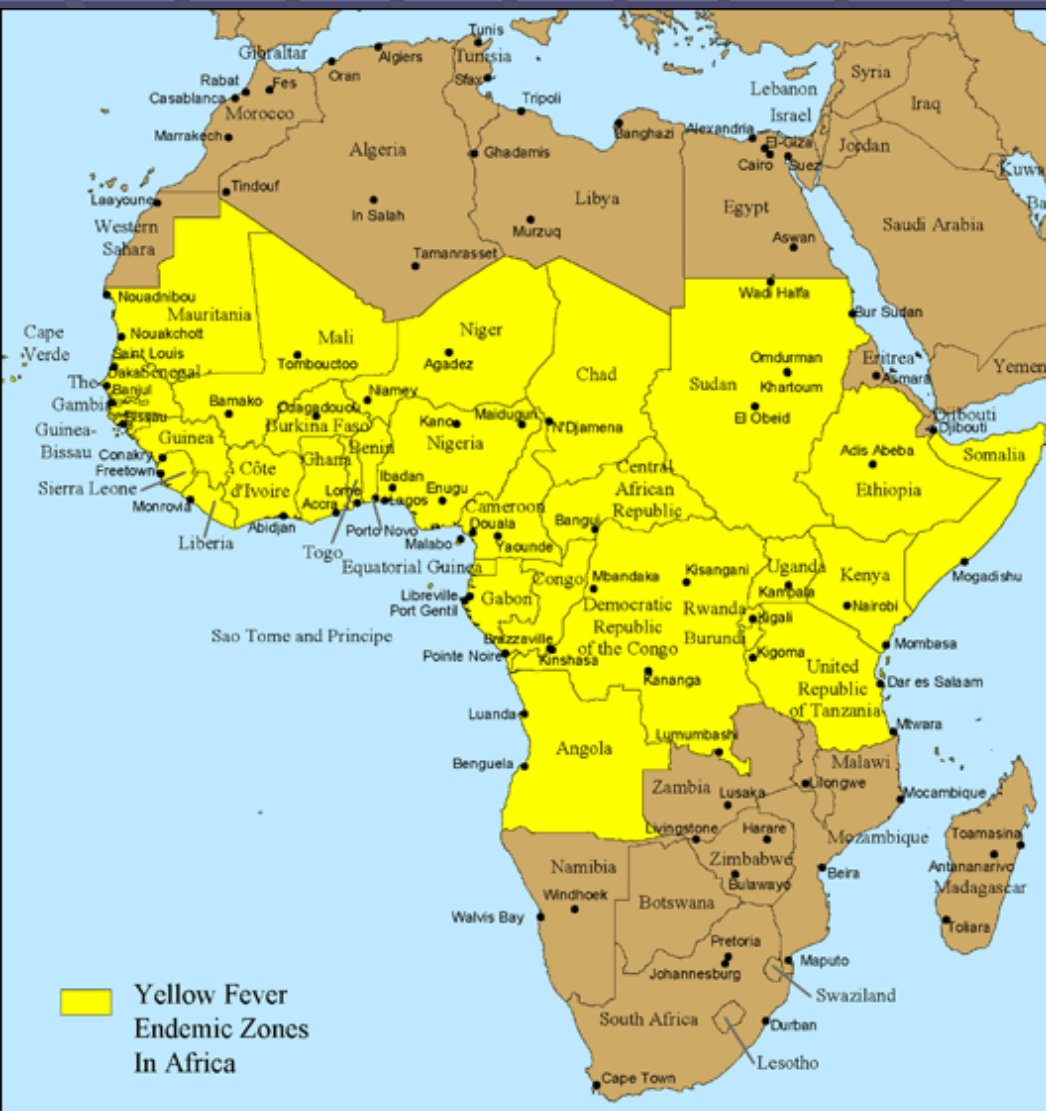 Tunis
Gibraltar
Algiers
Tunisia
Oran
Sfax
Syria
Rabat
Fes
Casablanca
Morocco
Lebanon
Iraq
Tripoli
Israel
Banghazi
Alexandria
El-Giza
Marrakech
Algeria
Ghadamis
Jordan
Cairo
Suez
Kuwa
Tindouf
Laayoune
In Salah
Libya
Egypt
Ba
Western
Sahara
Murzuq
Saudi Arabia
Aswan
Tamanrasset
Nouadnibou
Wadi Halfa
Mauritania
Bur Sudan
Cape
Verde
Nouakchott
Mali
Niger
Saint Louis
Tombouctoo
Agadez
Omdurman
Eritrea
Yemen
Dakar
Senegal
Chad
Sudan
Khartoum
Asmara
The
Gambia
Banjul
Niamey
Bamako
Odagadouou
El Obeid
Djibouti
Djibouti
Bissau
Burkina Faso
Kano
Maiduguri
N'Djamena
Guinea-
Bissau
Guinea
Benin
Nigeria
Adis Abeba
Somalia
Conakry
Ghana
Freetown
Côte
d'Ivoire
Ibadan
Central
African
Republic
Ethiopia
Sierra Leone
Lome
Enugu
Monrovia
Accra
Lagos
Cameroon
Abidjan
Porto Novo
Douala
Bangui
Liberia
Togo
Malabo
Yaounde
Equatorial Guinea
Congo
Mbandaka
Kisangani
Uganda
Kenya
Mogadishu
Libreville
Gabon
Kampala
Port Gentil
Democratic
Republic
of the Congo
Rwanda
Nairobi
Kigali
Sao Tome and Principe
Brazzaville
Burundi
Mombasa
Pointe Noire
Kinshasa
Kigoma
United
Republic
of Tanzania
Kananga
Dar es Salaam
Luanda
Mtwara
Lumumbashi
Angola
Benguela
Malawi
Zambia
Lilongwe
Lusaka
Mocambique
Livingstone
Harare
Mozambique
Toamasina
Namibia
Zimbabwe
Antananarivo
Bulawayo
Beira
Madagascar
Windhoek
Botswana
Walvis Bay
Toliara
Pretoria
Johannesburg
Maputo
Swaziland
Yellow Fever
Endemic Zones
In Africa
South Africa
Durban
Lesotho
Cape Town